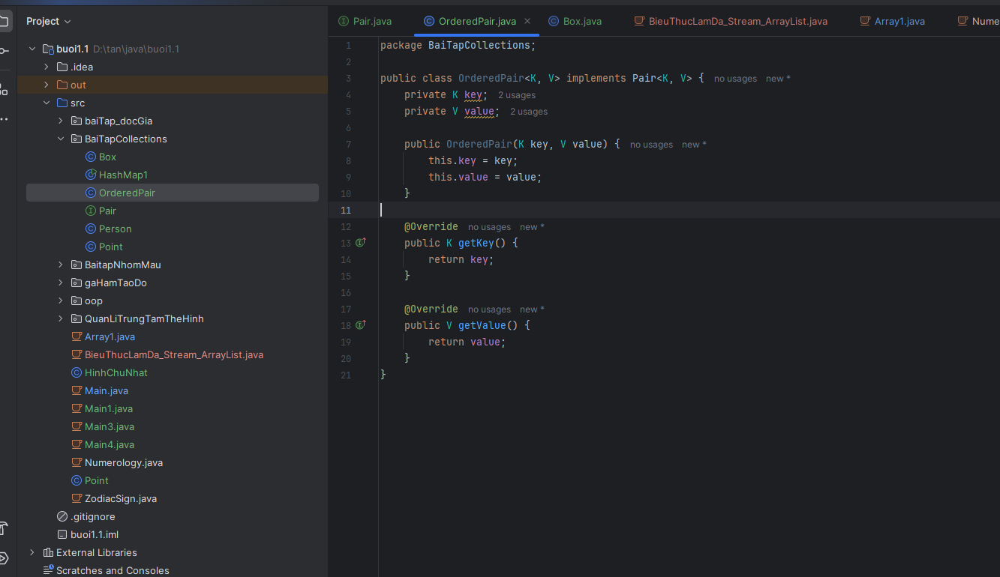 Project
Pair.java
OrderedPair.java
Box.java
BieuThucLamDa_Stream_ArrayList.java
Array1.java
Nume
buoi1.1 D:\tan\java\buoi1.1
.idea
out
src
baiTap_docGia
BaiTapCollections
Box
HashMap1
OrderedPair
Pair
Person
Point
BaitapNhomMau
gaHamTaoDo
oop
QuanLiTrungTamTheHinh
Array1.java
BieuThucLamDa_Stream_ArrayList.java
HinhChuNhat
Main.java
Main1.java
Main3.java
Main4.java
Numerology.java
Point
ZodiacSign.java
.gitignore
buoi1.1.iml
External Libraries
Scratches and Consoles
1 package BaiTapCollections;
2
3 public class OrderedPair<K, V> implements Pair<K, V> { no usages new *
4 private K key; 2 usages
5 private V value; 2 usages
6
7 public OrderedPair(K key, V value) { no usages new *
8 this.key = key;
9 this.value = value;
10 }
11
12 @Override no usages new *
13 public K getKey() {
14 return key;
15 }
16
17 @Override no usages new *
18 public V getValue() {
19 return value;
20 }
21 }